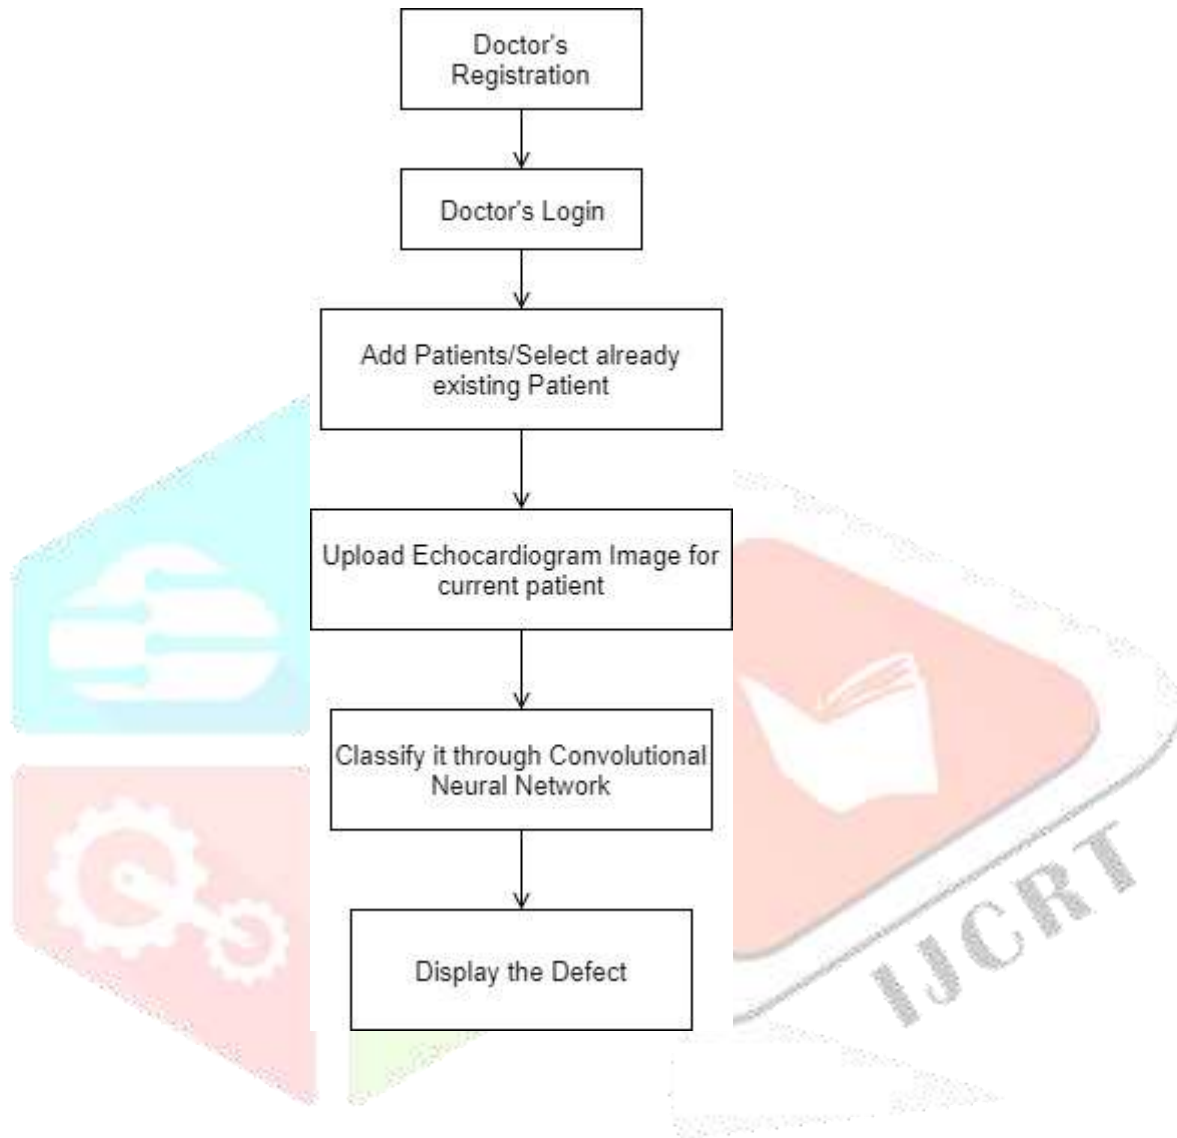 Doctor's
Registration
Doctor's Login
Add Patients/Select already
existing Patient
Upload Echocardiogram Image for
current patient
Classify it through Convolutional
Neural Network
Display the Defect
IJCRT